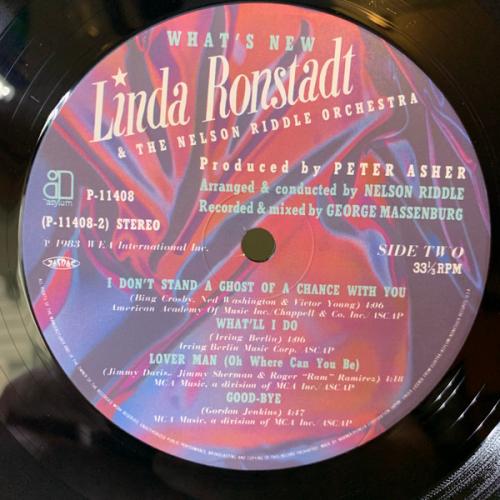 WHAT'S NEW
Linda Ronstadt
& THE NELSON RIDDLE ORCHESTRA
Produced by PETER ASHER
Arranged & conducted by NELSON RIDDLE
Recorded & mixed by GEORGE MASSENBURG
asylum
P-11408
(P-11408-2) STEREO
℗ 1983 WEA International Inc.
JASRAC
SIDE TWO
33⅓RPM
I DON'T STAND A GHOST OF A CHANCE WITH YOU
(Bing Crosby, Ned Washington & Victor Young) 4:06
American Academy Of Music Inc./Chappell & Co. Inc./ASCAP
WHAT'LL I DO
(Irving Berlin) 4:06
Irving Berlin Music Corp. ASCAP
LOVER MAN (Oh Where Can You Be)
(Jimmy Davis, Jimmy Sherman & Roger "Ram" Ramirez) 4:18
MCA Music, a division of MCA Inc./ASCAP
GOOD-BYE
(Gordon Jenkins) 4:47
MCA Music, a division of MCA Inc./ASCAP